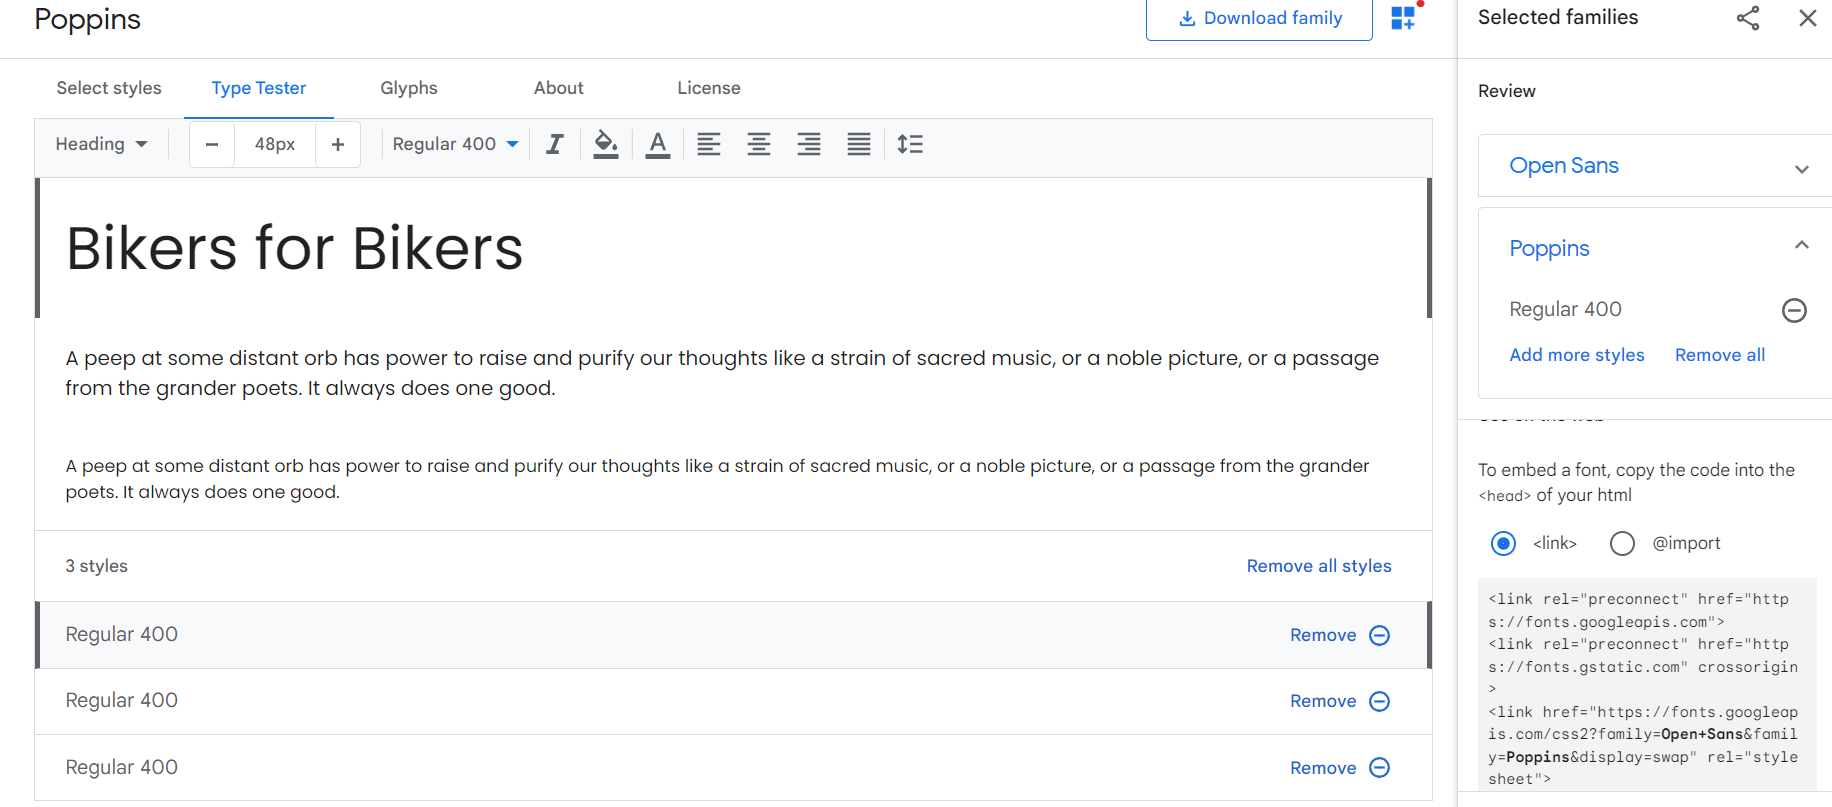 Poppins
Download family
Select styles
Type Tester
Glyphs
About
License
Heading
48px
Regular 400
Bikers for Bikers
A peep at some distant orb has power to raise and purify our thoughts like a strain of sacred music, or a noble picture, or a passage
from the grander poets. It always does one good.
A peep at some distant orb has power to raise and purify our thoughts like a strain of sacred music, or a noble picture, or a passage from the grander
poets. It always does one good.
3 styles
Remove all styles
Regular 400
Remove
Regular 400
Remove
Regular 400
Remove
Selected families
Review
Open Sans
Poppins
Regular 400
Add more styles
Remove all
To embed a font, copy the code into the
<head> of your html
<link>
@import
<link rel="preconnect" href="http
s://fonts.googleapis.com">
<link rel="preconnect" href="http
s://fonts.gstatic.com" crossorigin
>
<link href="https://fonts.googleap
is.com/css2?family=Open+Sans&famil
y=Poppins&display=swap" rel="style
sheet">